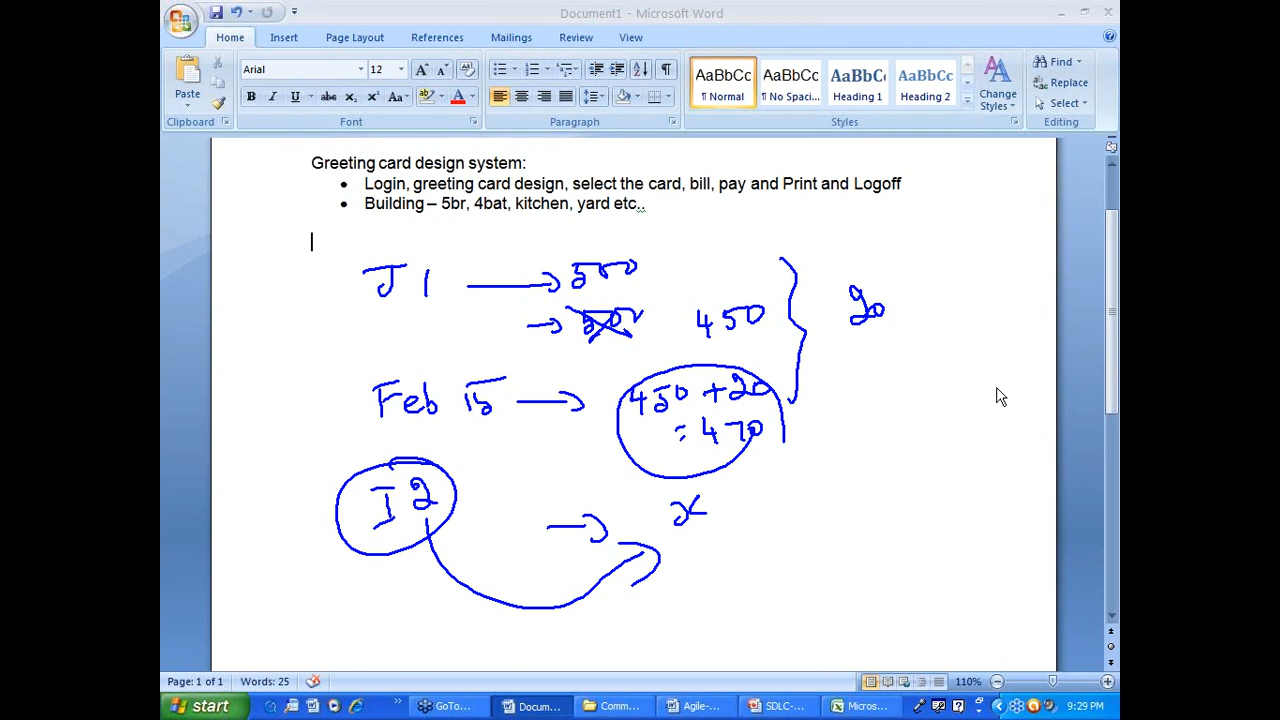 Document1 - Microsoft Word
Home Insert Page Layout References Mailings Review View
Paste
Clipboard
Arial 12
Font
Paragraph
AaBbCc AaBbCc AaBbC AaBbCc
¶ Normal ¶ No Spaci... Heading 1 Heading 2
Change Styles
Styles
Find
Replace
Select
Editing
Greeting card design system:
• Login, greeting card design, select the card, bill, pay and Print and Logoff
• Building – 5br, 4bat, kitchen, yard etc..
J 1 → 500
→ 450
20
Feb 15 → 450 + 20
= 470
I 2 → x
Page: 1 of 1 Words: 25 110%
start GoTo... Docum... Comm... Agile-... SDLC-... Micros... 9:29 PM